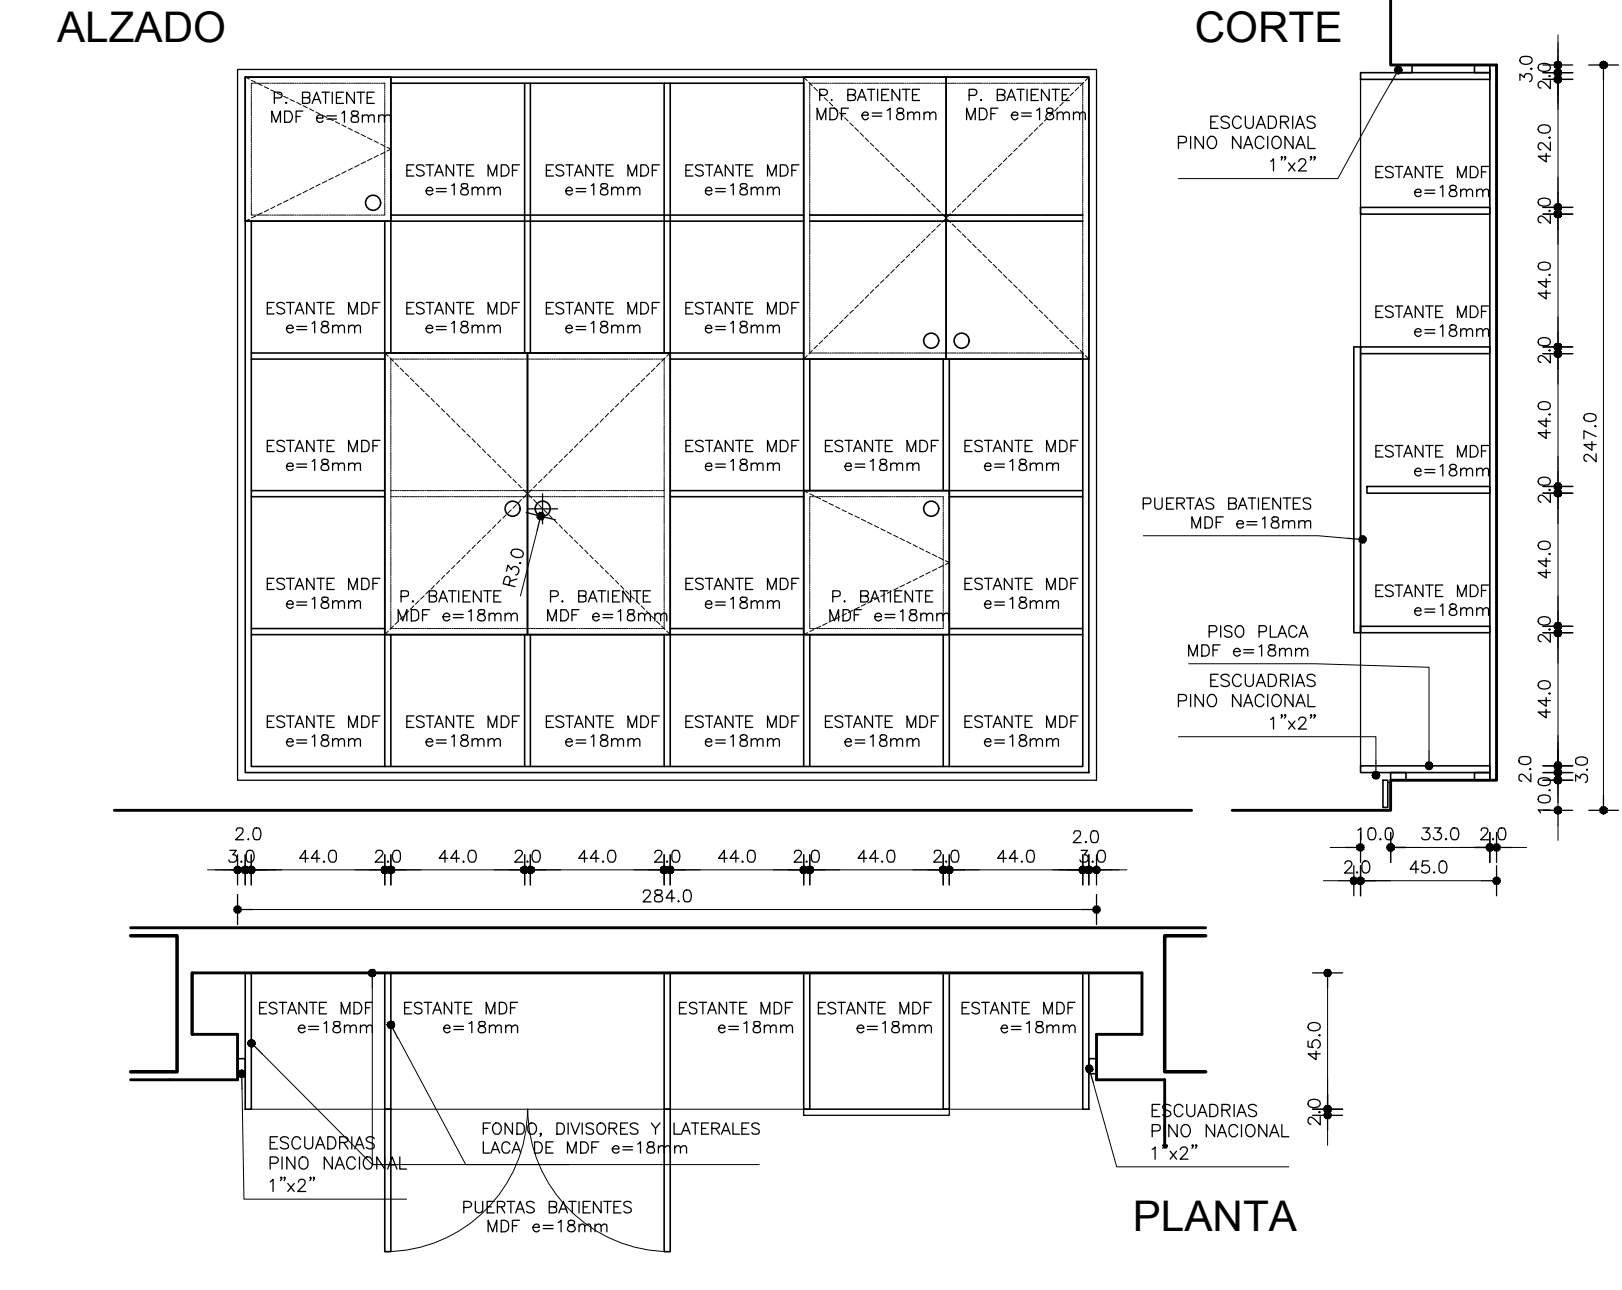 ALZADO
CORTE
P. BATIENTE
MDF e=18mm
P. BATIENTE
MDF e=18mm
P. BATIENTE
MDF e=18mm
ESTANTE MDF
e=18mm
ESTANTE MDF
e=18mm
ESTANTE MDF
e=18mm
ESTANTE MDF
e=18mm
ESTANTE MDF
e=18mm
ESTANTE MDF
e=18mm
ESTANTE MDF
e=18mm
ESTANTE MDF
e=18mm
ESTANTE MDF
e=18mm
ESTANTE MDF
e=18mm
ESTANTE MDF
e=18mm
ESTANTE MDF
e=18mm
R3.0
P. BATIENTE
MDF e=18mm
P. BATIENTE
MDF e=18mm
ESTANTE MDF
e=18mm
P. BATIENTE
MDF e=18mm
ESTANTE MDF
e=18mm
ESTANTE MDF
e=18mm
ESTANTE MDF
e=18mm
ESTANTE MDF
e=18mm
ESTANTE MDF
e=18mm
ESTANTE MDF
e=18mm
ESTANTE MDF
e=18mm
ESCUADRIAS
PINO NACIONAL
1"x2"
ESTANTE MDF
e=18mm
ESTANTE MDF
e=18mm
ESTANTE MDF
e=18mm
PUERTAS BATIENTES
MDF e=18mm
ESTANTE MDF
e=18mm
PISO PLACA
MDF e=18mm
ESCUADRIAS
PINO NACIONAL
1"x2"
3.0
2.0
42.0
2.0
44.0
2.0
44.0
2.0
44.0
2.0
44.0
2.0
3.0
10.0
247.0
10.0
33.0
2.0
2.0
45.0
2.0
2.0
3.0
44.0
2.0
44.0
2.0
44.0
2.0
44.0
2.0
44.0
2.0
44.0
3.0
284.0
ESTANTE MDF
e=18mm
ESTANTE MDF
e=18mm
ESTANTE MDF
e=18mm
ESTANTE MDF
e=18mm
ESTANTE MDF
e=18mm
45.0
2.0
FONDO, DIVISORES Y LATERALES
LACA DE MDF e=18mm
ESCUADRIAS
PINO NACIONAL
1"x2"
PUERTAS BATIENTES
MDF e=18mm
ESCUADRIAS
PINO NACIONAL
1"x2"
PLANTA